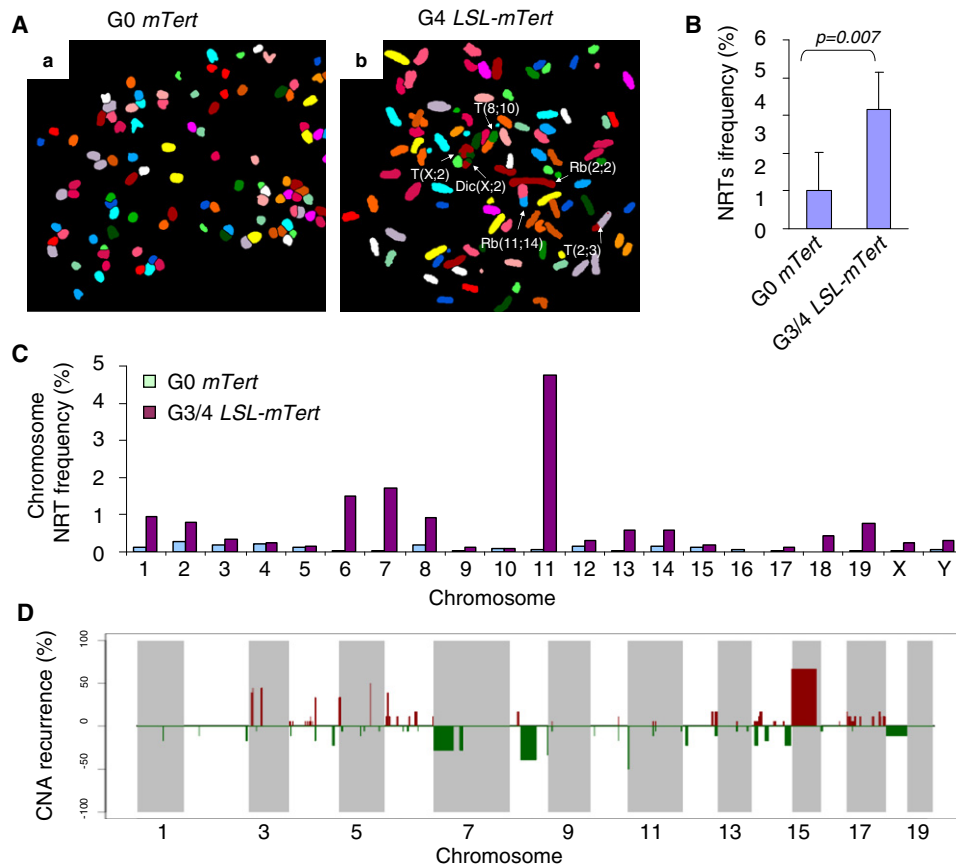 A
G0 mTert
G4 LSL-mTert
a
b
T(8;10)
T(X;2)
Dic(X;2)
Rb(2;2)
Rb(11;14)
T(2;3)
B
NRTs ifrequency (%)
6
5
4
3
2
1
0
p=0.007
G0 mTert
G3/4 LSL-mTert
C
Chromosome
NRT frequency (%)
5
4
3
2
1
0
G0 mTert
G3/4 LSL-mTert
1 2 3 4 5 6 7 8 9 10 11 12 13 14 15 16 17 18 19 X Y
Chromosome
D
CNA recurrence (%)
100
50
0
-50
-100
1 3 5 7 9 11 13 15 17 19
Chromosome